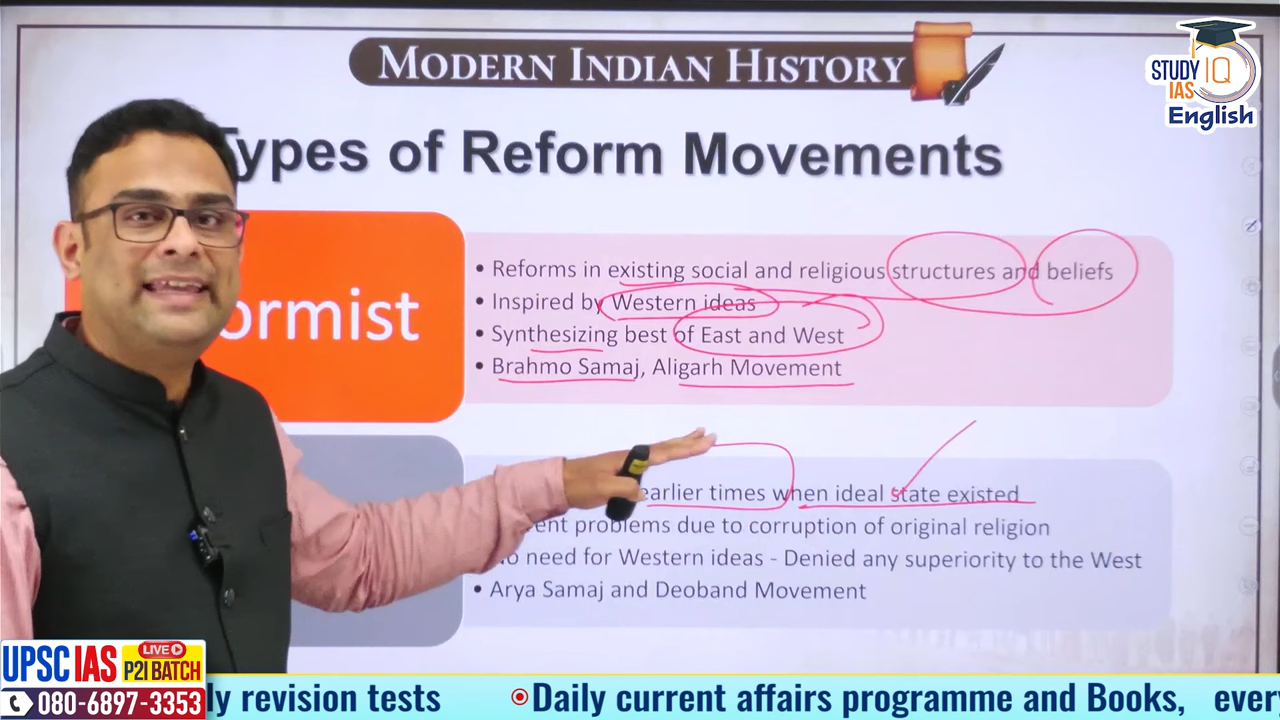 MODERN INDIAN HISTORY
STUDY IQ
IAS
English
Types of Reform Movements
ormist
• Reforms in existing social and religious structures and beliefs
• Inspired by Western ideas
• Synthesizing best of East and West
• Brahmo Samaj, Aligarh Movement
earlier times when ideal state existed
problems due to corruption of original religion
need for Western ideas - Denied any superiority to the West
• Arya Samaj and Deoband Movement
UPSC IAS
LIVE
P2I BATCH
080-6897-3353
ly revision tests
Daily current affairs programme and Books, every